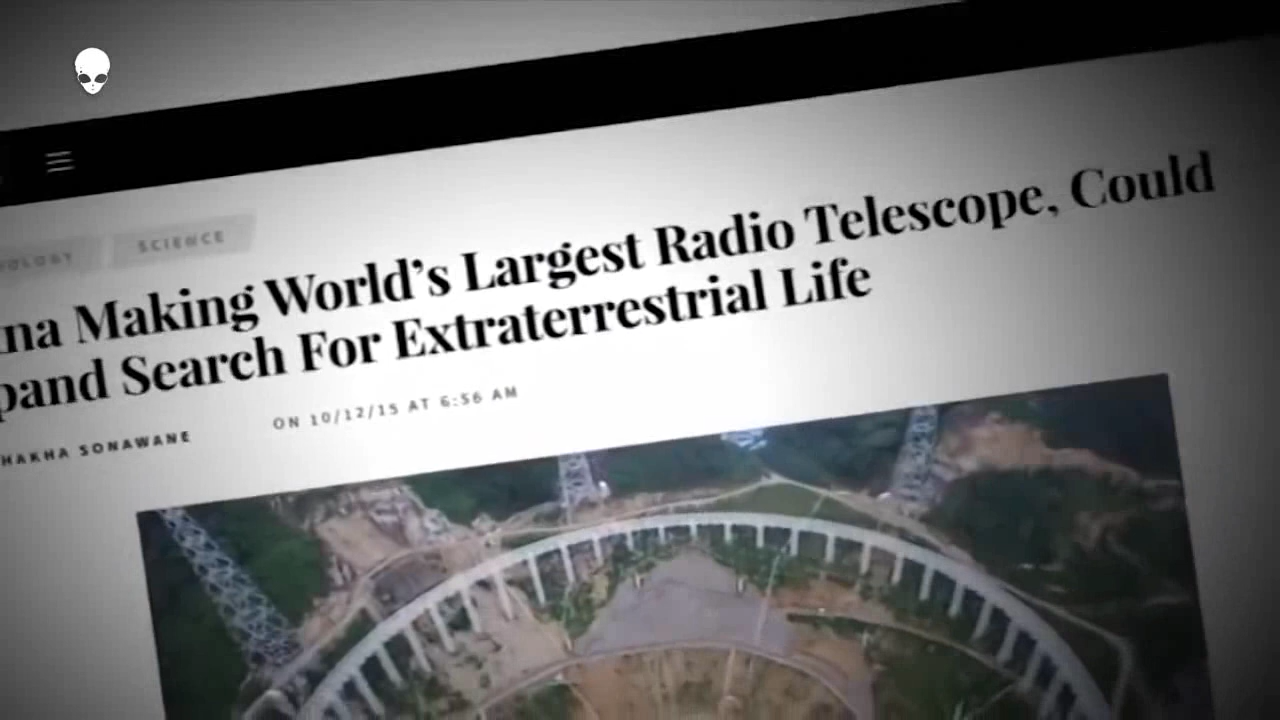 OLOGY SCIENCE
na Making World's Largest Radio Telescope, Could
pand Search For Extraterrestrial Life
HAKHA SONAWANE ON 10/12/15 AT 6:56 AM